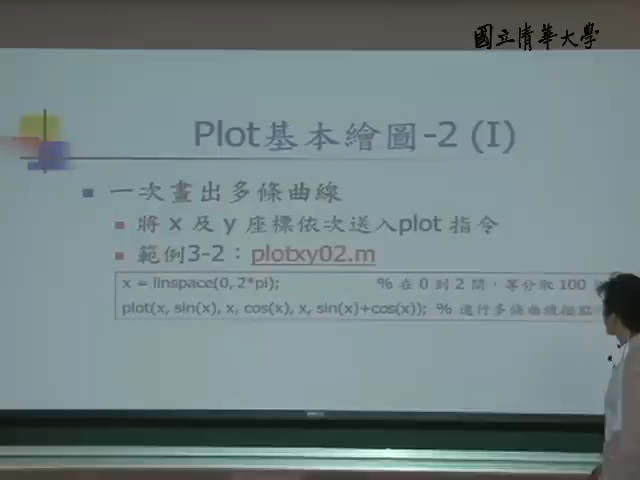 國立清華大學
Plot基本繪圖-2 (I)
一次畫出多條曲線
將 x 及 y 座標依次送入plot 指令
範例3-2：plotxy02.m
x = linspace(0, 2*pi); % 在 0 到 2 間，等分取 100
plot(x, sin(x), x, cos(x), x, sin(x)+cos(x)); % 進行多條曲線描點